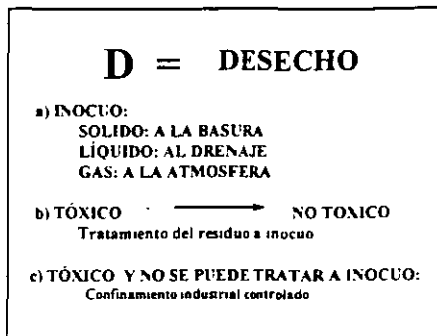 D = DESECHO
a) INOCUO:
SOLIDO: A LA BASURA
LÍQUIDO: AL DRENAJE
GAS: A LA ATMOSFERA
b) TÓXICO → NO TOXICO
Tratamiento del residuo a inocuo
c) TÓXICO Y NO SE PUEDE TRATAR A INOCUO:
Confinamiento industrial controlado